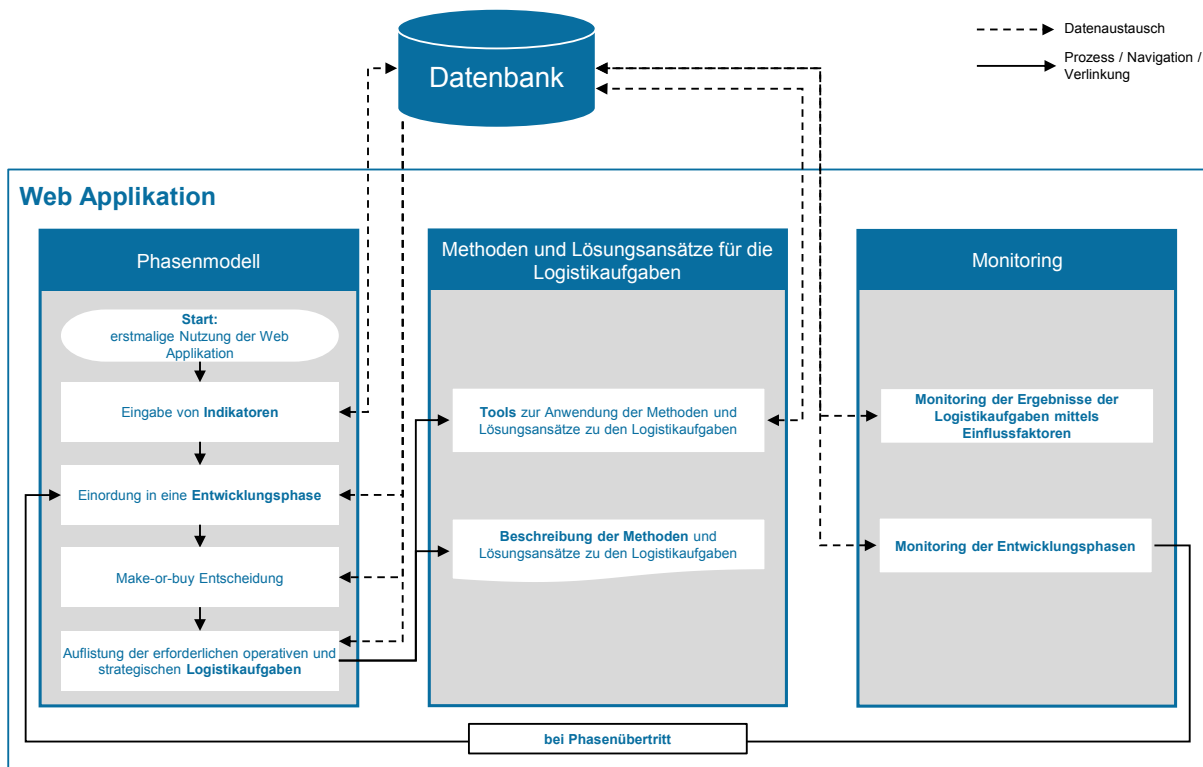 Datenbank
Datenaustausch
Prozess / Navigation /
Verlinkung
Web Applikation
Phasenmodell
Start:
erstmalige Nutzung der Web
Applikation
Eingabe von Indikatoren
Einordung in eine Entwicklungsphase
Make-or-buy Entscheidung
Auflistung der erforderlichen operativen und
strategischen Logistikaufgaben
Methoden und Lösungsansätze für die
Logistikaufgaben
Tools zur Anwendung der Methoden und
Lösungsansätze zu den Logistikaufgaben
Beschreibung der Methoden und
Lösungsansätze zu den Logistikaufgaben
Monitoring
Monitoring der Ergebnisse der
Logistikaufgaben mittels
Einflussfaktoren
Monitoring der Entwicklungsphasen
bei Phasenübertritt